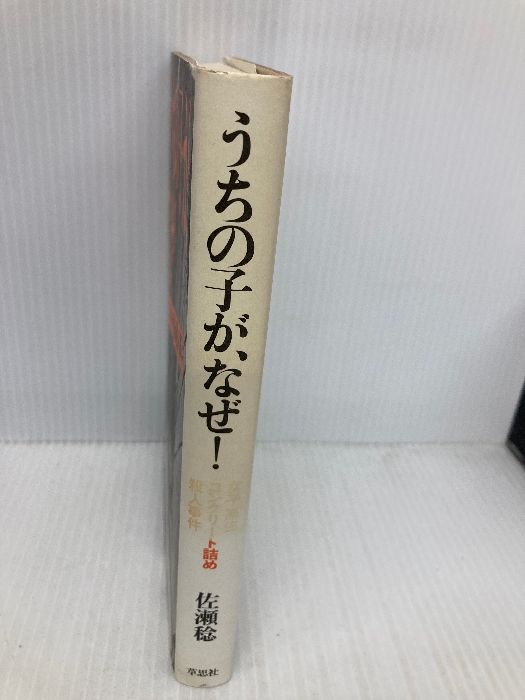 うちの子が、なぜ!
女子高生
コンクリート詰め
殺人事件
佐瀬稔
草思社